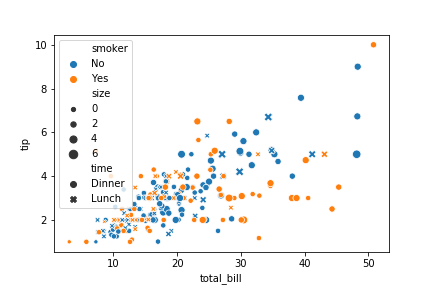 smoker
No
Yes
size
0
2
4
6
time
Dinner
Lunch
10
8
6
4
2
tip
10
20
30
40
50
total_bill